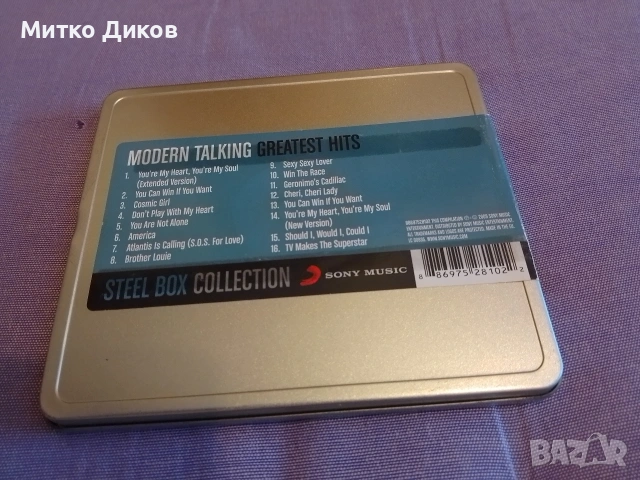 Митко Диков
MODERN TALKING GREATEST HITS
1. You're My Heart, You're My Soul
(Extended Version)
2. You Can Win If You Want
3. Cosmic Girl
4. Don't Play With My Heart
5. You Are Not Alone
6. America
7. Atlantis Is Calling (S.O.S. For Love)
8. Brother Louie
9. Sexy Sexy Lover
10. Win The Race
11. Geronimo's Cadillac
12. Cheri, Cheri Lady
13. You Can Win If You Want
14. You're My Heart, You're My Soul
(New Version)
15. Should I, Would I, Could I
16. TV Makes The Superstar
STEEL BOX COLLECTION
SONY MUSIC
8 86975 28102 2
BAZAR